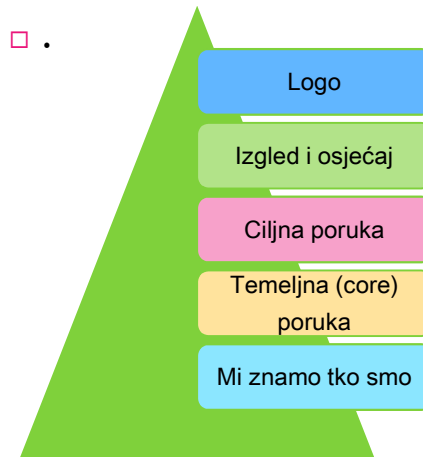 .
Logo
Izgled i osjećaj
Ciljna poruka
Temeljna (core)
poruka
Mi znamo tko smo